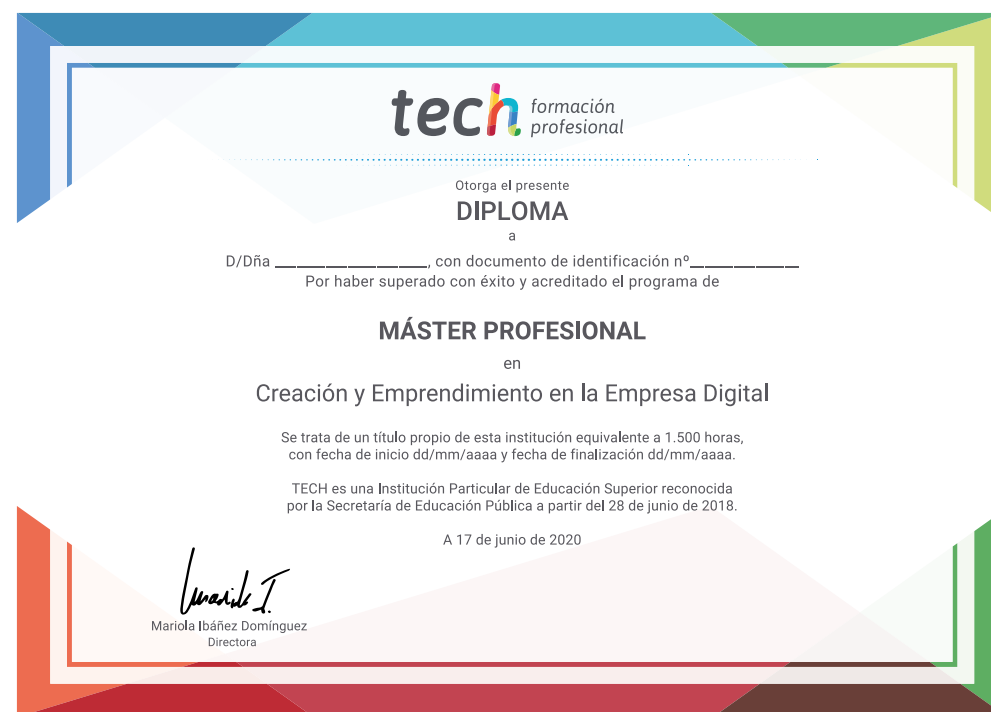 tech formación
profesional
Otorga el presente
DIPLOMA
a
D/Dña ______________, con documento de identificación nº__________
Por haber superado con éxito y acreditado el programa de
MÁSTER PROFESIONAL
en
Creación y Emprendimiento en la Empresa Digital
Se trata de un título propio de esta institución equivalente a 1.500 horas,
con fecha de inicio dd/mm/aaaa y fecha de finalización dd/mm/aaaa.
TECH es una Institución Particular de Educación Superior reconocida
por la Secretaría de Educación Pública a partir del 28 de junio de 2018.
A 17 de junio de 2020
Mariola Ibáñez Domínguez
Directora